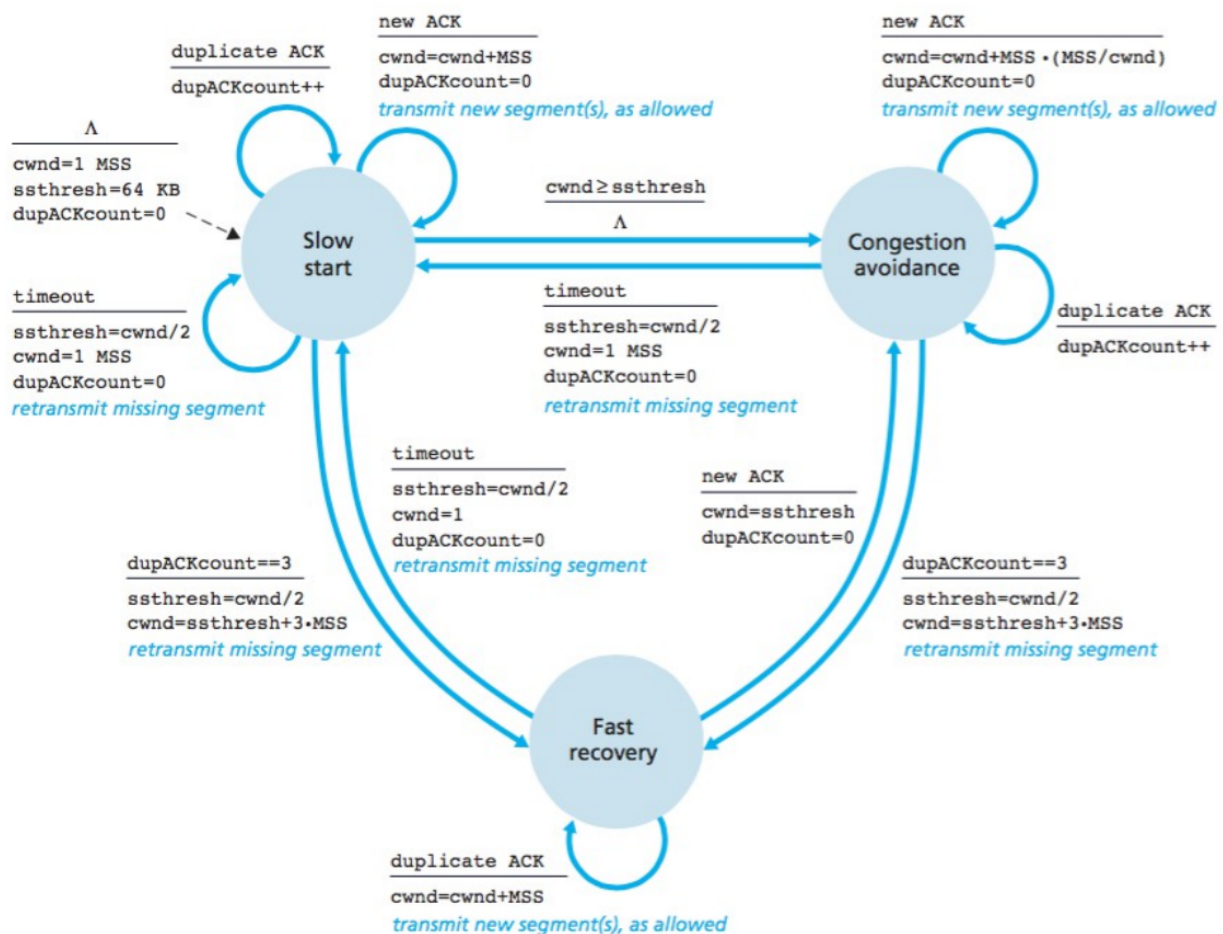 new ACK
cwnd=cwnd+MSS
dupACKcount=0
transmit new segment(s), as allowed
duplicate ACK
dupACKcount++
Λ
cwnd=1 MSS
ssthresh=64 KB
dupACKcount=0
new ACK
cwnd=cwnd+MSS •(MSS/cwnd)
dupACKcount=0
transmit new segment(s), as allowed
cwnd≥ssthresh
Λ
Slow
start
Congestion
avoidance
timeout
ssthresh=cwnd/2
cwnd=1 MSS
dupACKcount=0
retransmit missing segment
timeout
ssthresh=cwnd/2
cwnd=1 MSS
dupACKcount=0
retransmit missing segment
duplicate ACK
dupACKcount++
timeout
ssthresh=cwnd/2
cwnd=1
dupACKcount=0
retransmit missing segment
new ACK
cwnd=ssthresh
dupACKcount=0
dupACKcount==3
ssthresh=cwnd/2
cwnd=ssthresh+3•MSS
retransmit missing segment
dupACKcount==3
ssthresh=cwnd/2
cwnd=ssthresh+3•MSS
retransmit missing segment
Fast
recovery
duplicate ACK
cwnd=cwnd+MSS
transmit new segment(s), as allowed